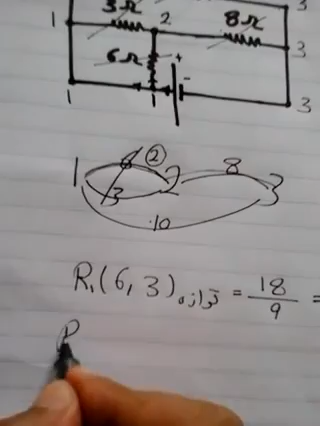 3Ω 3
1 2 8Ω 3
6Ω + -
1 1 3
6 ② 8
1 3 2 3
10
R₁(6,3) توازي = 18/9 =
R